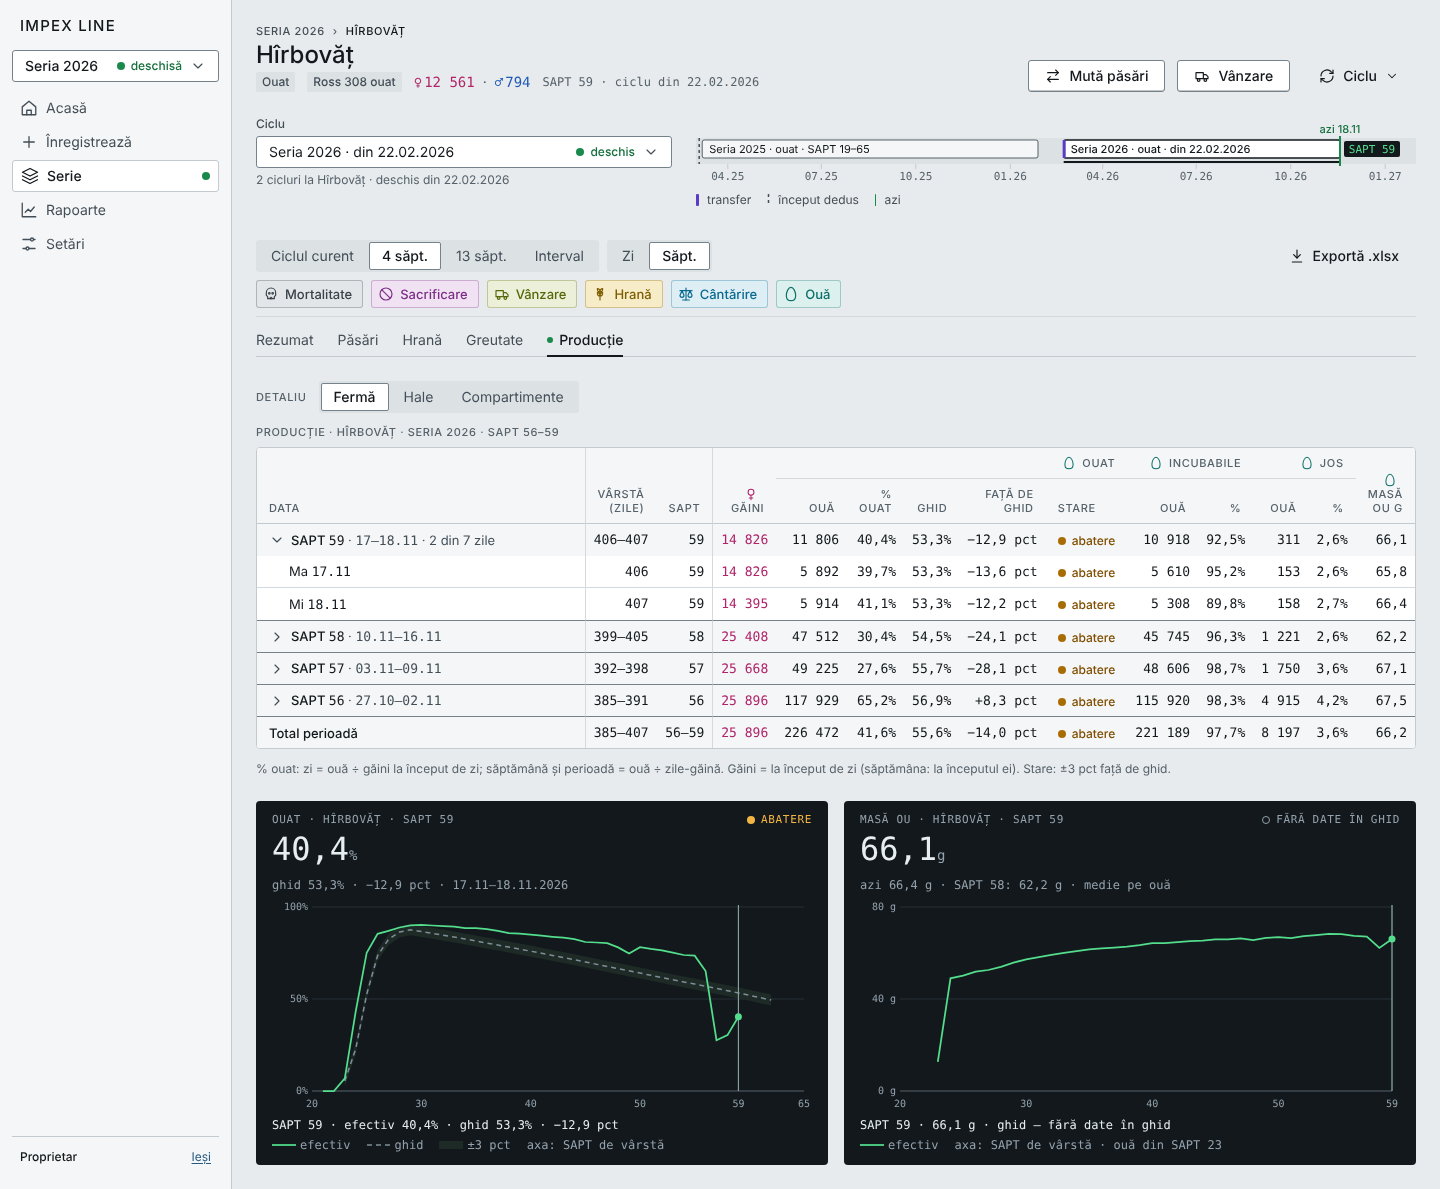 IMPEX LINE
Seria 2026 deschisă
Acasă
Înregistrează
Serie
Rapoarte
Setări
Proprietar Ieși
SERIA 2026 › HÎRBOVĂȚ
Hîrbovăț
Ouat Ross 308 ouat ♀12 561 · ♂794 SAPT 59 · ciclu din 22.02.2026
Mută păsări Vânzare Ciclu
Ciclu
Seria 2026 · din 22.02.2026 deschis
2 cicluri la Hîrbovăț · deschis din 22.02.2026
azi 18.11
Seria 2025 · ouat · SAPT 19–65 Seria 2026 · ouat · din 22.02.2026 SAPT 59
04.25 07.25 10.25 01.26 04.26 07.26 10.26 01.27
transfer început dedus azi
Ciclul curent 4 săpt. 13 săpt. Interval Zi Săpt. Exportă .xlsx
Mortalitate Sacrificare Vânzare Hrană Cântărire Ouă
Rezumat Păsări Hrană Greutate Producție
DETALIU Fermă Hale Compartimente
PRODUCȚIE · HÎRBOVĂȚ · SERIA 2026 · SAPT 56–59
OUAT INCUBABILE JOS
DATA VÂRSTĂ (ZILE) SAPT ♀ GĂINI OUĂ % OUAT GHID FAȚĂ DE GHID STARE OUĂ % OUĂ % MASĂ OU G
SAPT 59 · 17–18.11 · 2 din 7 zile 406–407 59 14 826 11 806 40,4% 53,3% −12,9 pct abatere 10 918 92,5% 311 2,6% 66,1
Ma 17.11 406 59 14 826 5 892 39,7% 53,3% −13,6 pct abatere 5 610 95,2% 153 2,6% 65,8
Mi 18.11 407 59 14 395 5 914 41,1% 53,3% −12,2 pct abatere 5 308 89,8% 158 2,7% 66,4
SAPT 58 · 10.11–16.11 399–405 58 25 408 47 512 30,4% 54,5% −24,1 pct abatere 45 745 96,3% 1 221 2,6% 62,2
SAPT 57 · 03.11–09.11 392–398 57 25 668 49 225 27,6% 55,7% −28,1 pct abatere 48 606 98,7% 1 750 3,6% 67,1
SAPT 56 · 27.10–02.11 385–391 56 25 896 117 929 65,2% 56,9% +8,3 pct abatere 115 920 98,3% 4 915 4,2% 67,5
Total perioadă 385–407 56–59 25 896 226 472 41,6% 55,6% −14,0 pct abatere 221 189 97,7% 8 197 3,6% 66,2
% ouat: zi = ouă ÷ găini la început de zi; săptămână și perioadă = ouă ÷ zile-găină. Găini = la început de zi (săptămâna: la începutul ei). Stare: ±3 pct față de ghid.
OUAT · HÎRBOVĂȚ · SAPT 59 ABATERE
40,4%
ghid 53,3% · −12,9 pct · 17.11–18.11.2026
100%
50%
0%
20 30 40 50 59 65
SAPT 59 · efectiv 40,4% · ghid 53,3% · −12,9 pct
efectiv ghid ±3 pct axa: SAPT de vârstă
MASĂ OU · HÎRBOVĂȚ · SAPT 59 FĂRĂ DATE ÎN GHID
66,1g
azi 66,4 g · SAPT 58: 62,2 g · medie pe ouă
80 g
40 g
0 g
20 30 40 50 59
SAPT 59 · 66,1 g · ghid — fără date în ghid
efectiv axa: SAPT de vârstă · ouă din SAPT 23